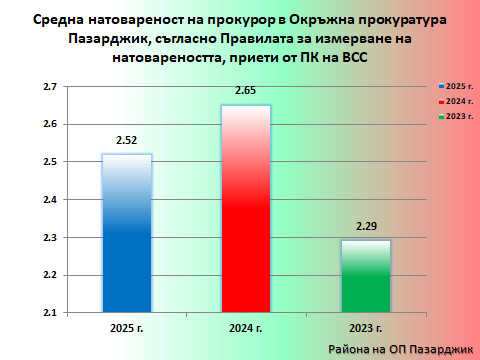 Средна натовареност на прокурор в Окръжна прокуратура
Пазарджик, съгласно Правилата за измерване на
натовареността, приети от ПК на ВСС
2.7
2.6
2.5
2.4
2.3
2.2
2.1
2.52
2.65
2.29
2025 г.
2024 г.
2023 г.
2025 г.
2024 г.
2023 г.
Района на ОП Пазарджик